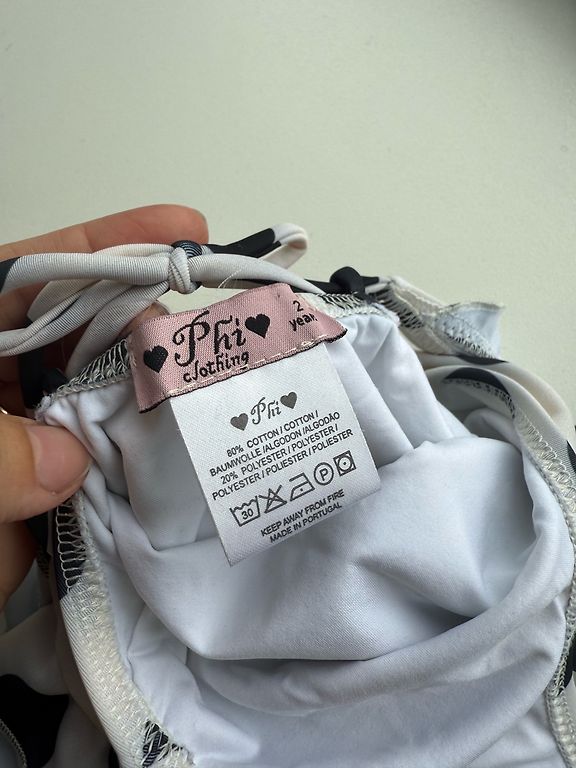 Phi
clothing
2
years
Phi
80% COTTON / COTTON /
BAUMWOLLE /ALGODON /ALGODÃO
20% POLYESTER / POLYESTER /
POLYESTER / POLIESTER / POLIESTER
30 P
KEEP AWAY FROM FIRE
MADE IN PORTUGAL